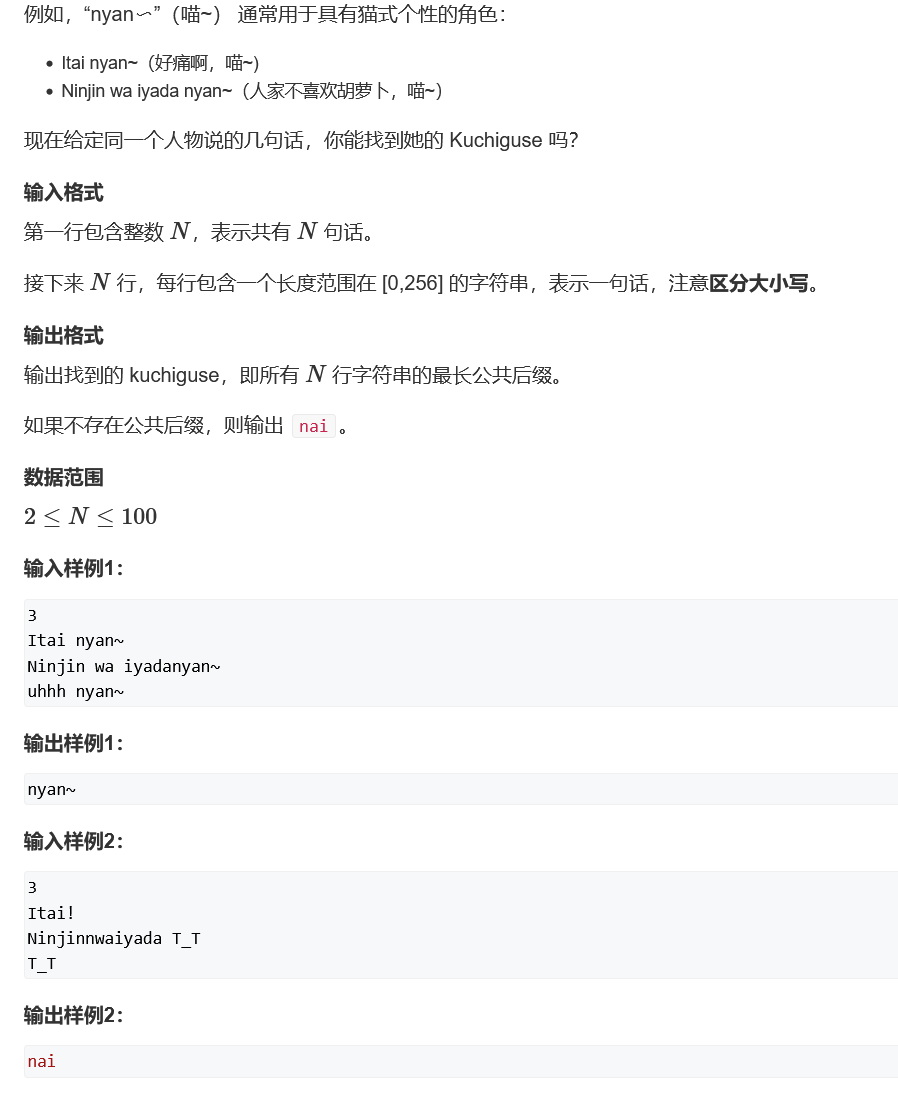 例如，“nyan～”（喵~） 通常用于具有猫式个性的角色：
• Itai nyan~（好痛啊，喵~）
• Ninjin wa iyada nyan~（人家不喜欢胡萝卜，喵~）
现在给定同一个人物说的几句话，你能找到她的 Kuchiguse 吗？
输入格式
第一行包含整数 N，表示共有 N 句话。
接下来 N 行，每行包含一个长度范围在 [0,256] 的字符串，表示一句话，注意区分大小写。
输出格式
输出找到的 kuchiguse，即所有 N 行字符串的最长公共后缀。
如果不存在公共后缀，则输出 nai 。
数据范围
2 ≤ N ≤ 100
输入样例1：
3
Itai nyan~
Ninjin wa iyadanyan~
uhhh nyan~
输出样例1：
nyan~
输入样例2：
3
Itai!
Ninjinnwaiyada T_T
T_T
输出样例2：
nai